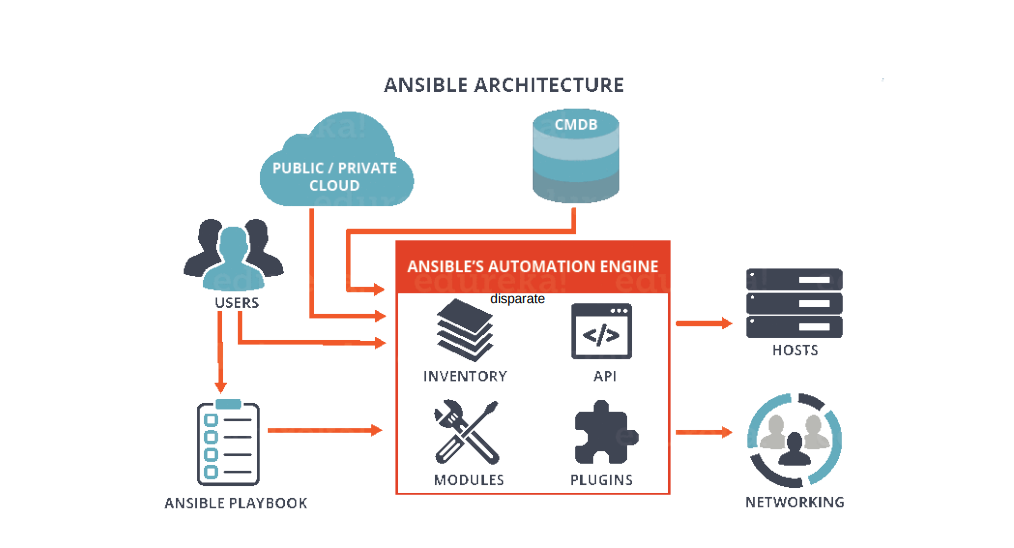 ANSIBLE ARCHITECTURE
CMDB
PUBLIC / PRIVATE
CLOUD
USERS
ANSIBLE'S AUTOMATION ENGINE
edureka!
disparate
INVENTORY
API
HOSTS
MODULES
PLUGINS
ANSIBLE PLAYBOOK
NETWORKING